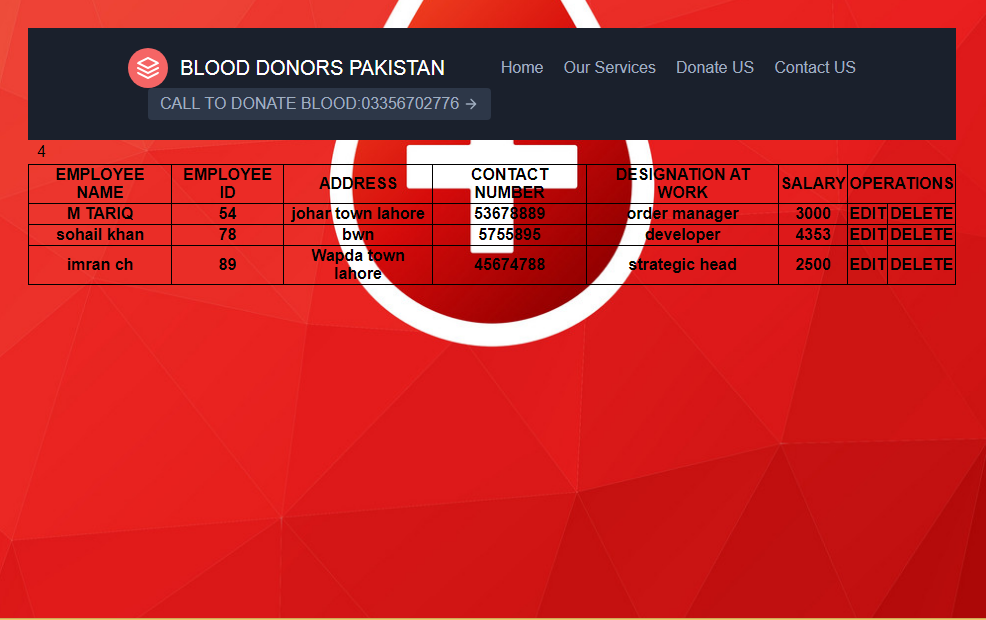 BLOOD DONORS PAKISTAN Home Our Services Donate US Contact US
CALL TO DONATE BLOOD:03356702776 →
4
EMPLOYEE NAME EMPLOYEE ID ADDRESS CONTACT NUMBER DESIGNATION AT WORK SALARY OPERATIONS
M TARIQ 54 johar town lahore 53678889 order manager 3000 EDIT DELETE
sohail khan 78 bwn 5755895 developer 4353 EDIT DELETE
imran ch 89 Wapda town lahore 45674788 strategic head 2500 EDIT DELETE